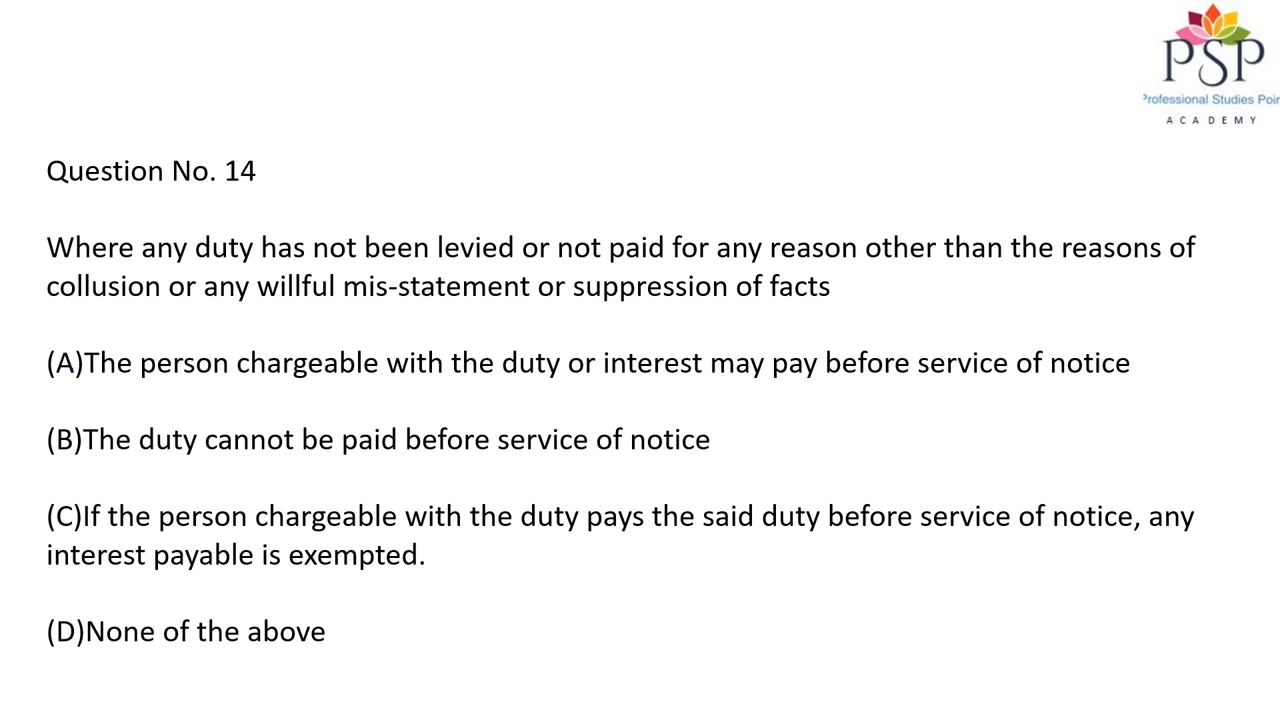 PSP
Professional Studies Poin
ACADEMY
Question No. 14
Where any duty has not been levied or not paid for any reason other than the reasons of
collusion or any willful mis-statement or suppression of facts
(A)The person chargeable with the duty or interest may pay before service of notice
(B)The duty cannot be paid before service of notice
(C)If the person chargeable with the duty pays the said duty before service of notice, any
interest payable is exempted.
(D)None of the above